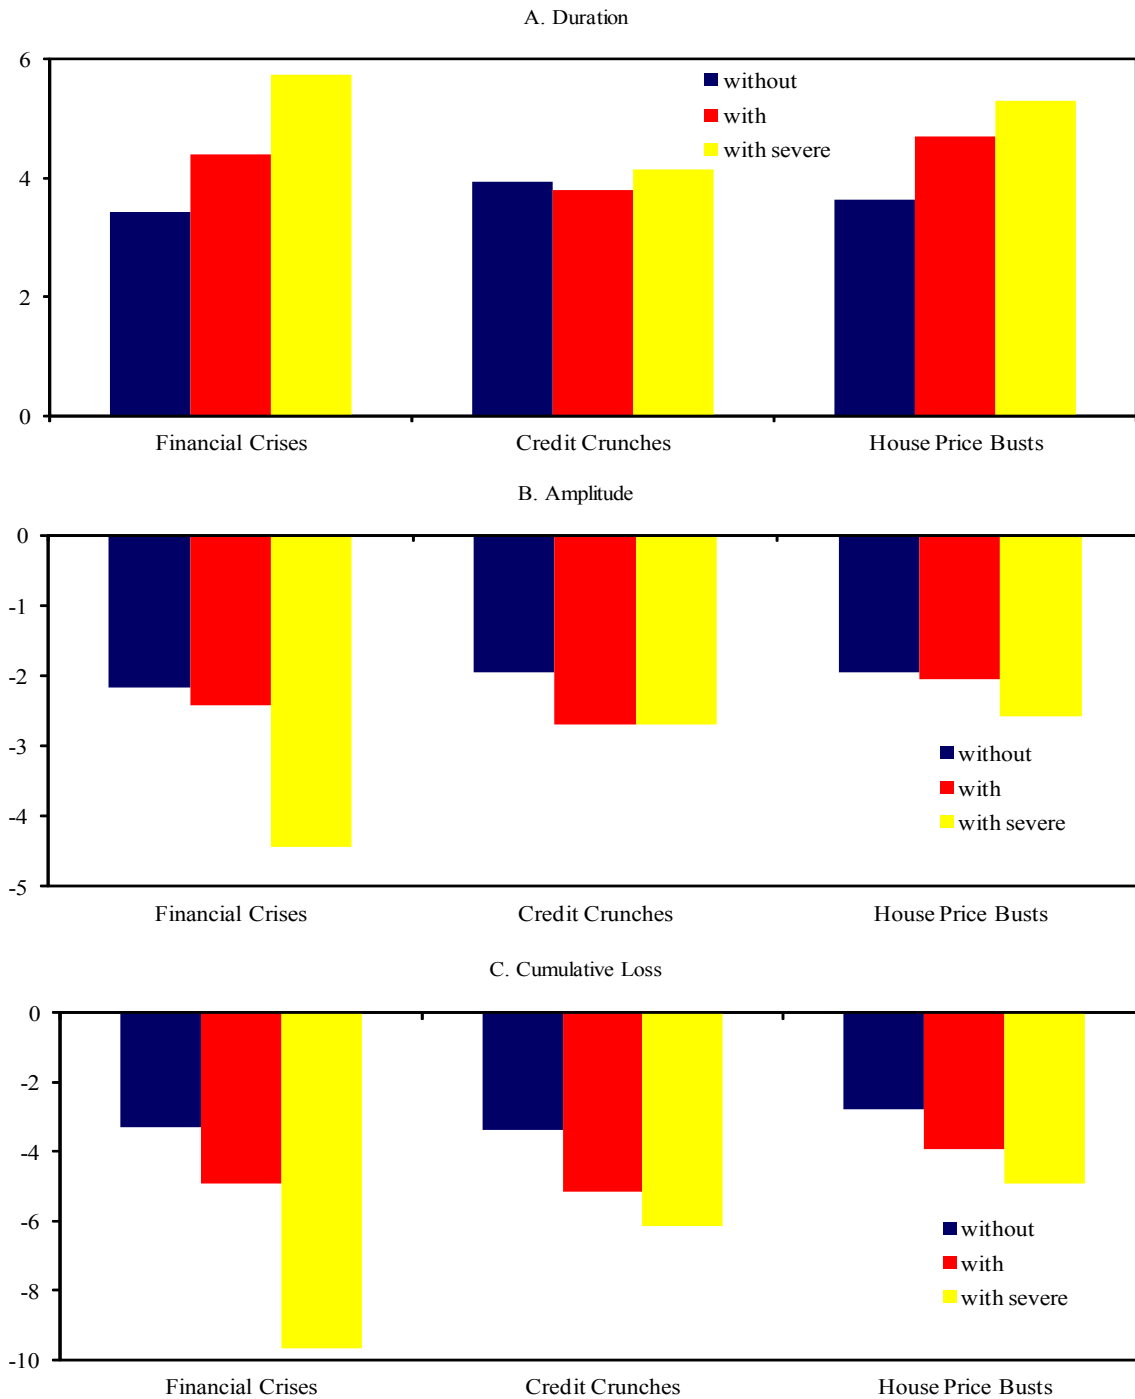 A. Duration
6
without
with
with severe
4
2
0
Financial Crises Credit Crunches House Price Busts
B. Amplitude
0
-1
-2
-3
without
with
-4
with severe
-5
Financial Crises Credit Crunches House Price Busts
C. Cumulative Loss
0
-2
-4
-6
without
with
-8
with severe
-10
Financial Crises Credit Crunches House Price Busts